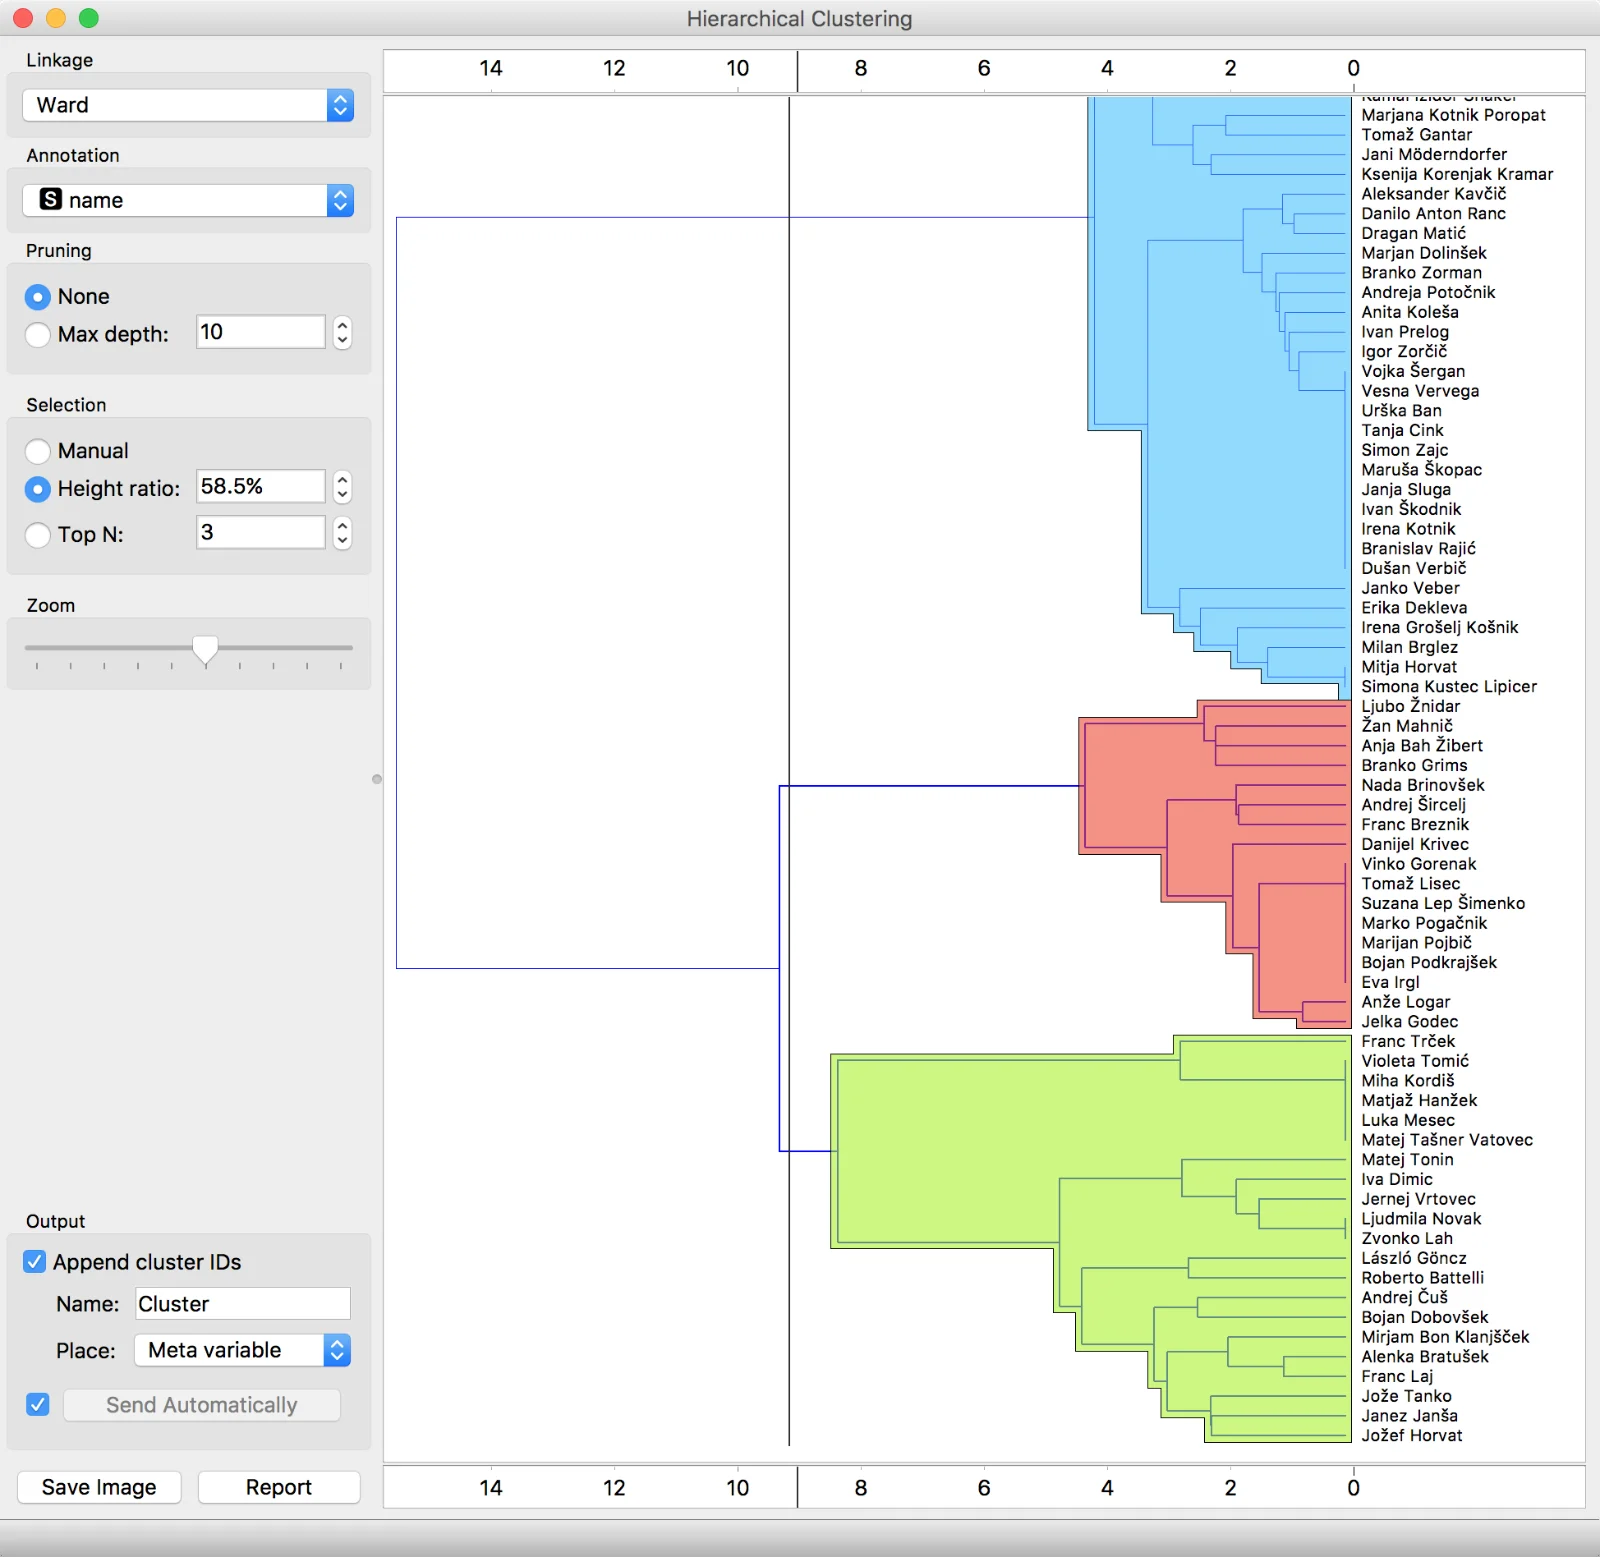 Hierarchical Clustering
Linkage
Ward
Annotation
S name
Pruning
None
Max depth: 10
Selection
Manual
Height ratio: 58.5%
Top N: 3
Zoom
Output
Append cluster IDs
Name: Cluster
Place: Meta variable
Send Automatically
Save Image Report
14 12 10 8 6 4 2 0
Kamal Izidor Shaker
Marjana Kotnik Poropat
Tomaž Gantar
Jani Möderndorfer
Ksenija Korenjak Kramar
Aleksander Kavčič
Danilo Anton Ranc
Dragan Matić
Marjan Dolinšek
Branko Zorman
Andreja Potočnik
Anita Koleša
Ivan Prelog
Igor Zorčič
Vojka Šergan
Vesna Vervega
Urška Ban
Tanja Cink
Simon Zajc
Maruša Škopac
Janja Sluga
Ivan Škodnik
Irena Kotnik
Branislav Rajić
Dušan Verbič
Janko Veber
Erika Dekleva
Irena Grošelj Košnik
Milan Brglez
Mitja Horvat
Simona Kustec Lipicer
Ljubo Žnidar
Žan Mahnič
Anja Bah Žibert
Branko Grims
Nada Brinovšek
Andrej Šircelj
Franc Breznik
Danijel Krivec
Vinko Gorenak
Tomaž Lisec
Suzana Lep Šimenko
Marko Pogačnik
Marijan Pojbič
Bojan Podkrajšek
Eva Irgl
Anže Logar
Jelka Godec
Franc Trček
Violeta Tomić
Miha Kordiš
Matjaž Hanžek
Luka Mesec
Matej Tašner Vatovec
Matej Tonin
Iva Dimic
Jernej Vrtovec
Ljudmila Novak
Zvonko Lah
László Göncz
Roberto Battelli
Andrej Čuš
Bojan Dobovšek
Mirjam Bon Klanjšček
Alenka Bratušek
Franc Laj
Jože Tanko
Janez Janša
Jožef Horvat
14 12 10 8 6 4 2 0